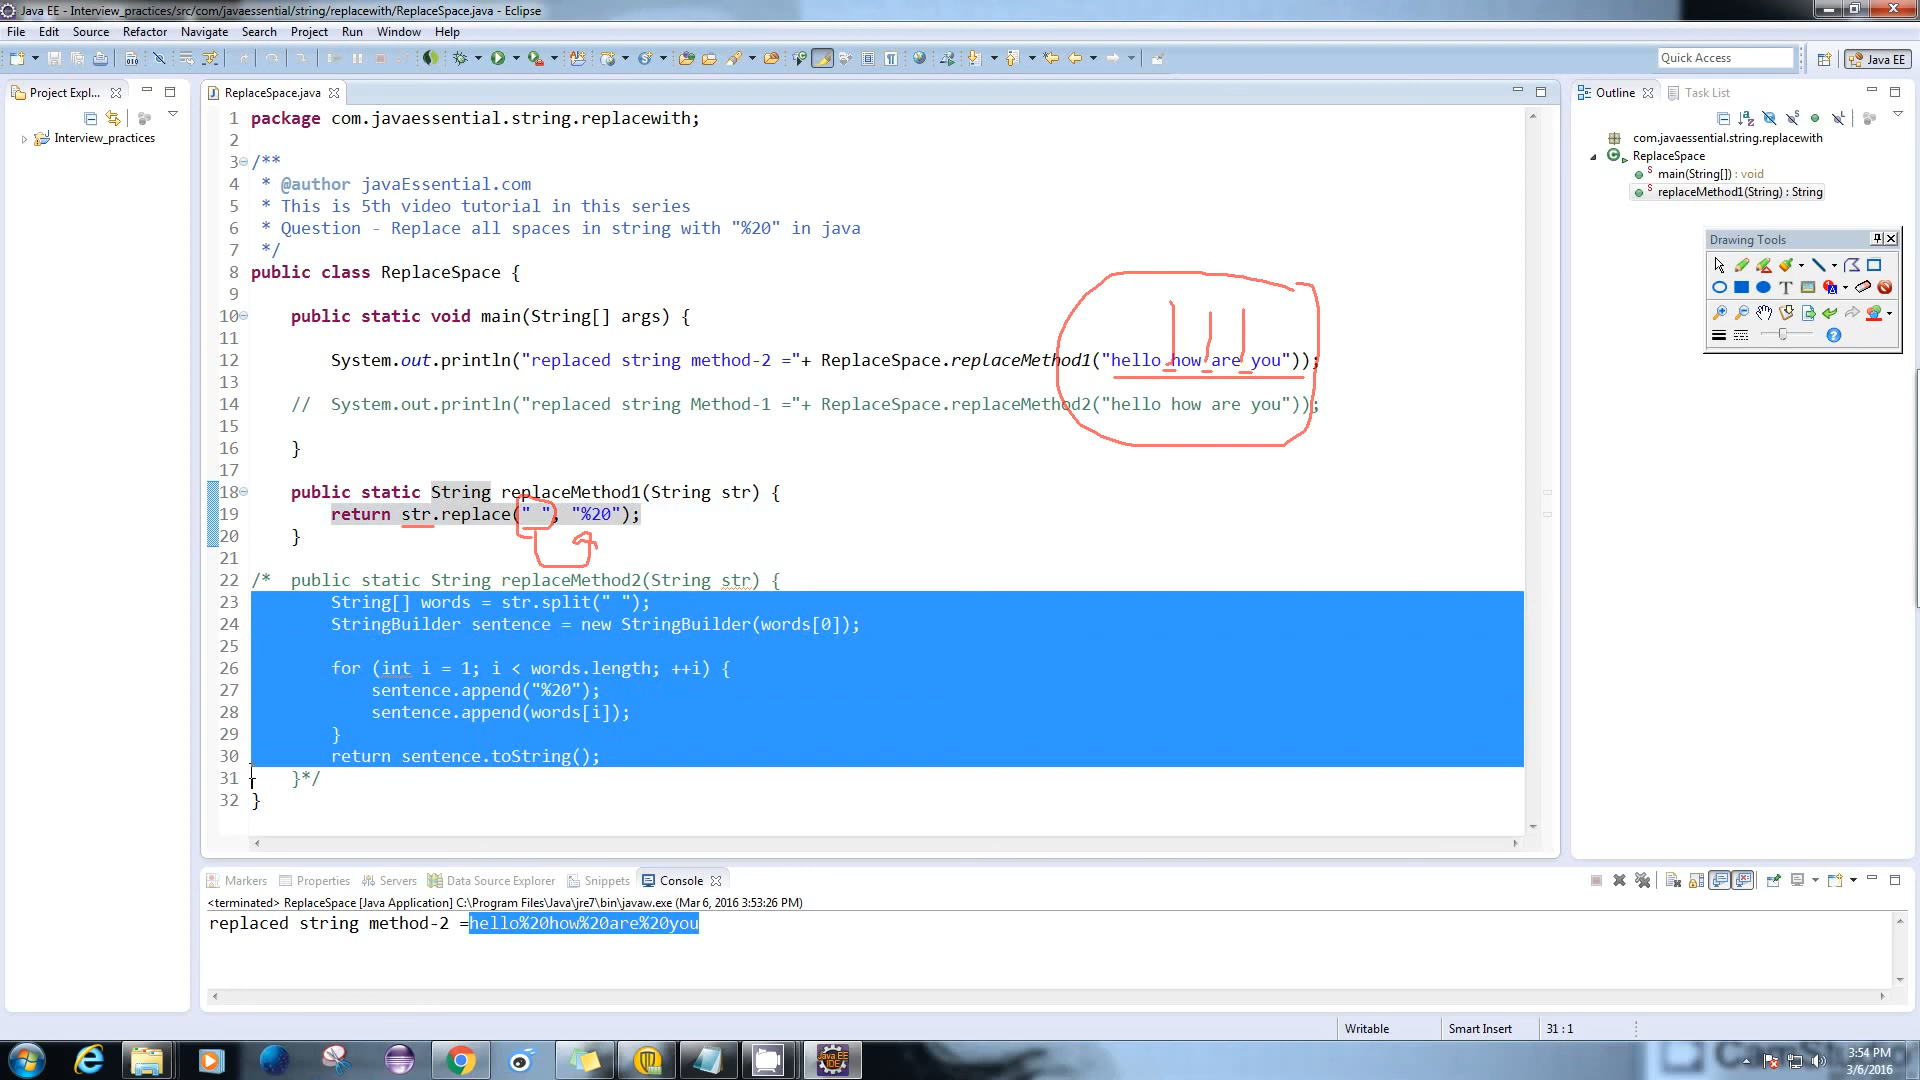 Java EE - Interview_practices/src/com/javaessential/string/replacewith/ReplaceSpace.java - Eclipse
File Edit Source Refactor Navigate Search Project Run Window Help
Quick Access
Java EE
Project Expl...
Interview_practices
ReplaceSpace.java
1 package com.javaessential.string.replacewith;
2
3 /**
4  * @author javaEssential.com
5  * This is 5th video tutorial in this series
6  * Question - Replace all spaces in string with "%20" in java
7  */
8 public class ReplaceSpace {
9
10     public static void main(String[] args) {
11
12         System.out.println("replaced string method-2 ="+ ReplaceSpace.replaceMethod1("hello how are you"));
13
14     //  System.out.println("replaced string Method-1 ="+ ReplaceSpace.replaceMethod2("hello how are you"));
15
16     }
17
18     public static String replaceMethod1(String str) {
19         return str.replace(" ", "%20");
20     }
21
22 /*  public static String replaceMethod2(String str) {
23         String[] words = str.split(" ");
24         StringBuilder sentence = new StringBuilder(words[0]);
25
26         for (int i = 1; i < words.length; ++i) {
27             sentence.append("%20");
28             sentence.append(words[i]);
29         }
30         return sentence.toString();
31     }*/
32 }
Outline Task List
com.javaessential.string.replacewith
ReplaceSpace
main(String[]) : void
replaceMethod1(String) : String
Drawing Tools
Markers Properties Servers Data Source Explorer Snippets Console
<terminated> ReplaceSpace [Java Application] C:\Program Files\Java\jre7\bin\javaw.exe (Mar 6, 2016 3:53:26 PM)
replaced string method-2 =hello%20how%20are%20you
Writable Smart Insert 31 : 1
3:54 PM
3/6/2016